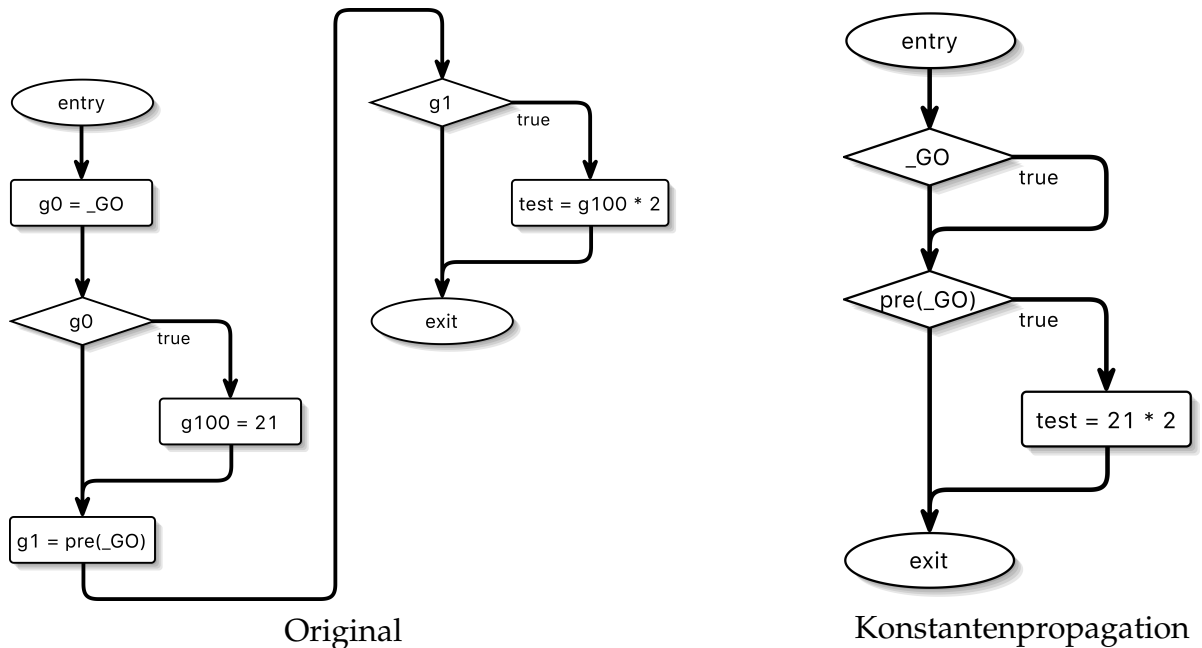 entry
g0 = _GO
g0
true
g100 = 21
g1 = pre(_GO)
g1
true
test = g100 * 2
exit
Original
entry
_GO
true
pre(_GO)
true
test = 21 * 2
exit
Konstantenpropagation